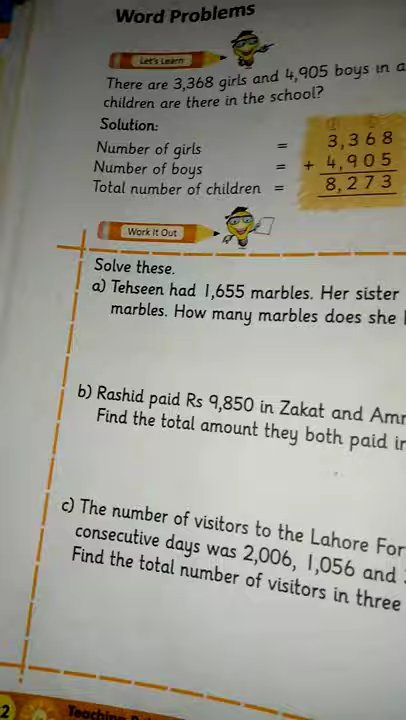 Word Problems
Let's Learn
There are 3,368 girls and 4,905 boys in a
children are there in the school?
Solution:
Number of girls = 3,368
Number of boys = + 4,905
Total number of children = 8,273
Work It Out
Solve these.
a) Tehseen had 1,655 marbles. Her sister
marbles. How many marbles does she
b) Rashid paid Rs 9,850 in Zakat and
Find the total amount they both paid
c) The number of visitors to the Lahore
consecutive days was 2,006, 1,056 and
Find the total number of visitors in three
2